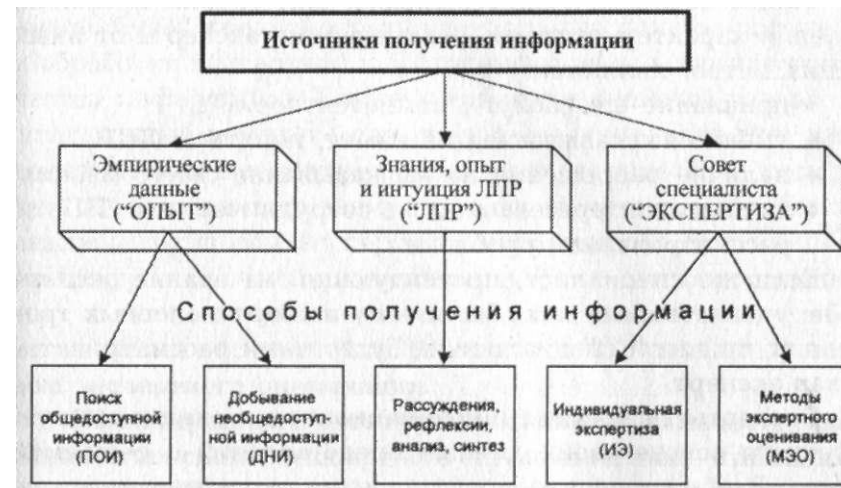 Источники получения информации
Эмпирические
данные
("ОПЫТ")
Знания, опыт
и интуиция ЛПР
("ЛПР")
Совет
специалиста
("ЭКСПЕРТИЗА")
Способы получения информации
Поиск
общедоступной
информации
(ПОИ)
Добывание
необщедоступ-
ной информации
(ДНИ)
Рассуждения,
рефлексии,
анализ, синтез
Индивидуальная
экспертиза
(ИЭ)
Методы
экспертного
оценивания
(МЭО)